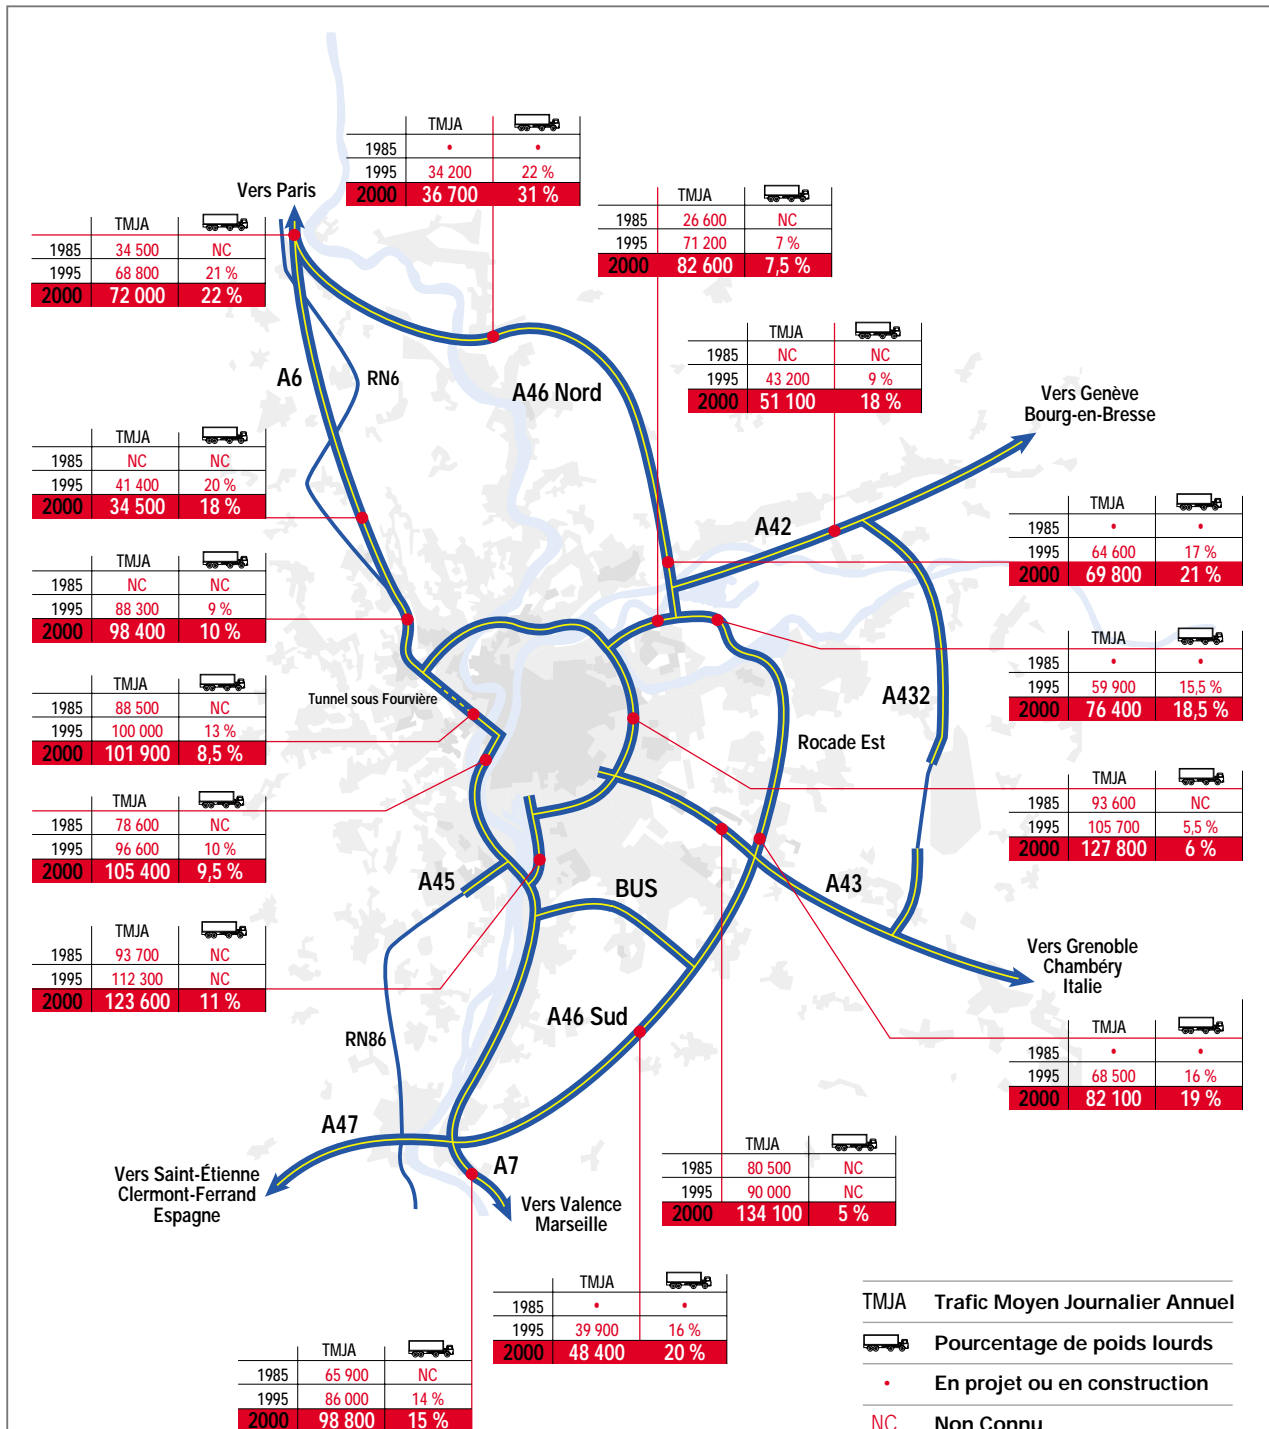 TMJA
1985 • •
1995 34 200 22 %
2000 36 700 31 %
Vers Paris
TMJA
1985 26 600 NC
1995 71 200 7 %
2000 82 600 7,5 %
TMJA
1985 34 500 NC
1995 68 800 21 %
2000 72 000 22 %
TMJA
1985 NC NC
1995 43 200 9 %
2000 51 100 18 %
A6
RN6
A46 Nord
Vers Genève
Bourg-en-Bresse
TMJA
1985 NC NC
1995 41 400 20 %
2000 34 500 18 %
A42
TMJA
1985 • •
1995 64 600 17 %
2000 69 800 21 %
TMJA
1985 NC NC
1995 88 300 9 %
2000 98 400 10 %
TMJA
1985 • •
1995 59 900 15,5 %
2000 76 400 18,5 %
TMJA
1985 88 500 NC
1995 100 000 13 %
2000 101 900 8,5 %
Tunnel sous Fourvière
A432
Rocade Est
TMJA
1985 93 600 NC
1995 105 700 5,5 %
2000 127 800 6 %
TMJA
1985 78 600 NC
1995 96 600 10 %
2000 105 400 9,5 %
A45
BUS
A43
TMJA
1985 93 700 NC
1995 112 300 NC
2000 123 600 11 %
Vers Grenoble
Chambéry
Italie
A46 Sud
RN86
TMJA
1985 • •
1995 68 500 16 %
2000 82 100 19 %
A47
A7
Vers Saint-Étienne
Clermont-Ferrand
Espagne
Vers Valence
Marseille
TMJA
1985 80 500 NC
1995 90 000 NC
2000 134 100 5 %
TMJA
1985 • •
1995 39 900 16 %
2000 48 400 20 %
TMJA
1985 65 900 NC
1995 86 000 14 %
2000 98 800 15 %
TMJA Trafic Moyen Journalier Annuel
Pourcentage de poids lourds
• En projet ou en construction
NC Non Connu